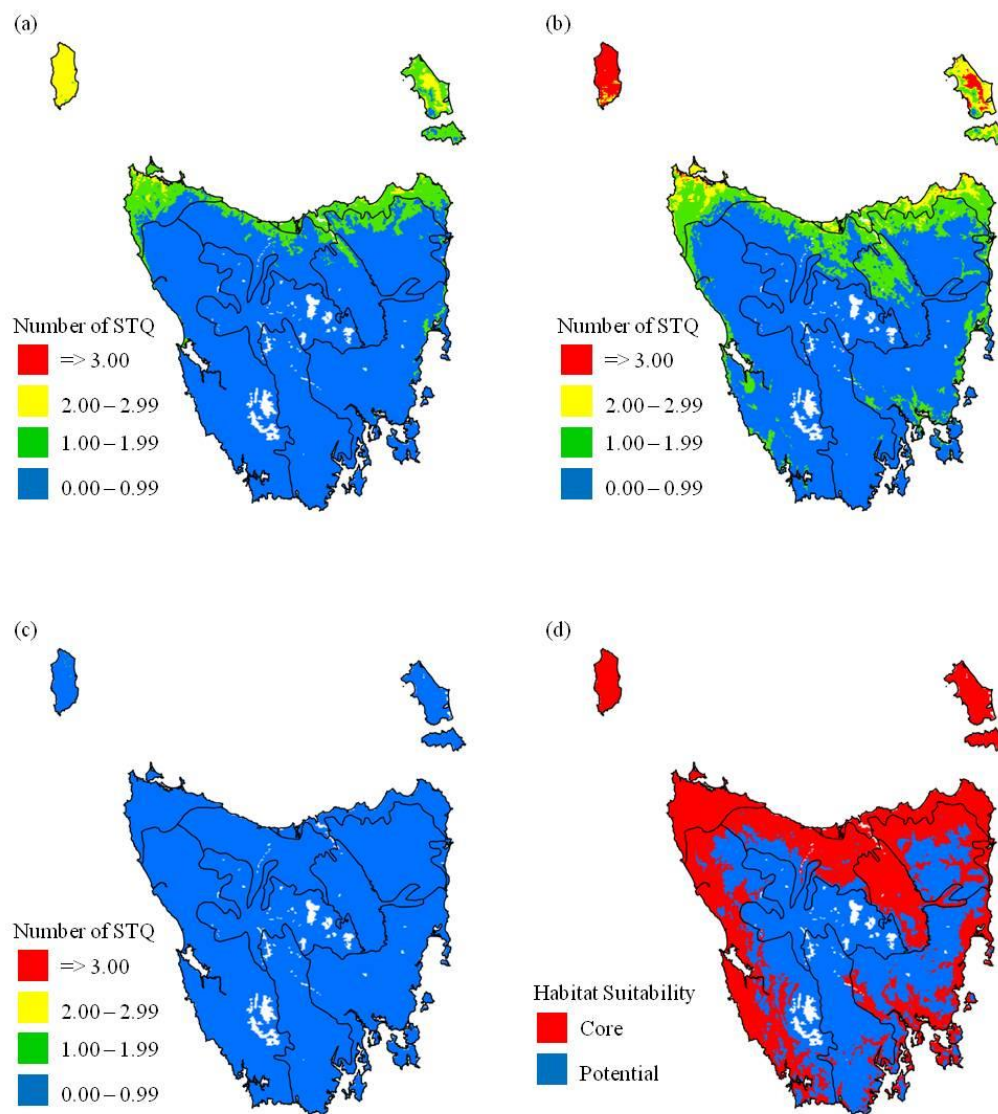 (a)
(b)
Number of STQ
=> 3.00
2.00 – 2.99
1.00 – 1.99
0.00 – 0.99
Number of STQ
=> 3.00
2.00 – 2.99
1.00 – 1.99
0.00 – 0.99
(c)
(d)
Number of STQ
=> 3.00
2.00 – 2.99
1.00 – 1.99
0.00 – 0.99
Habitat Suitability
Core
Potential